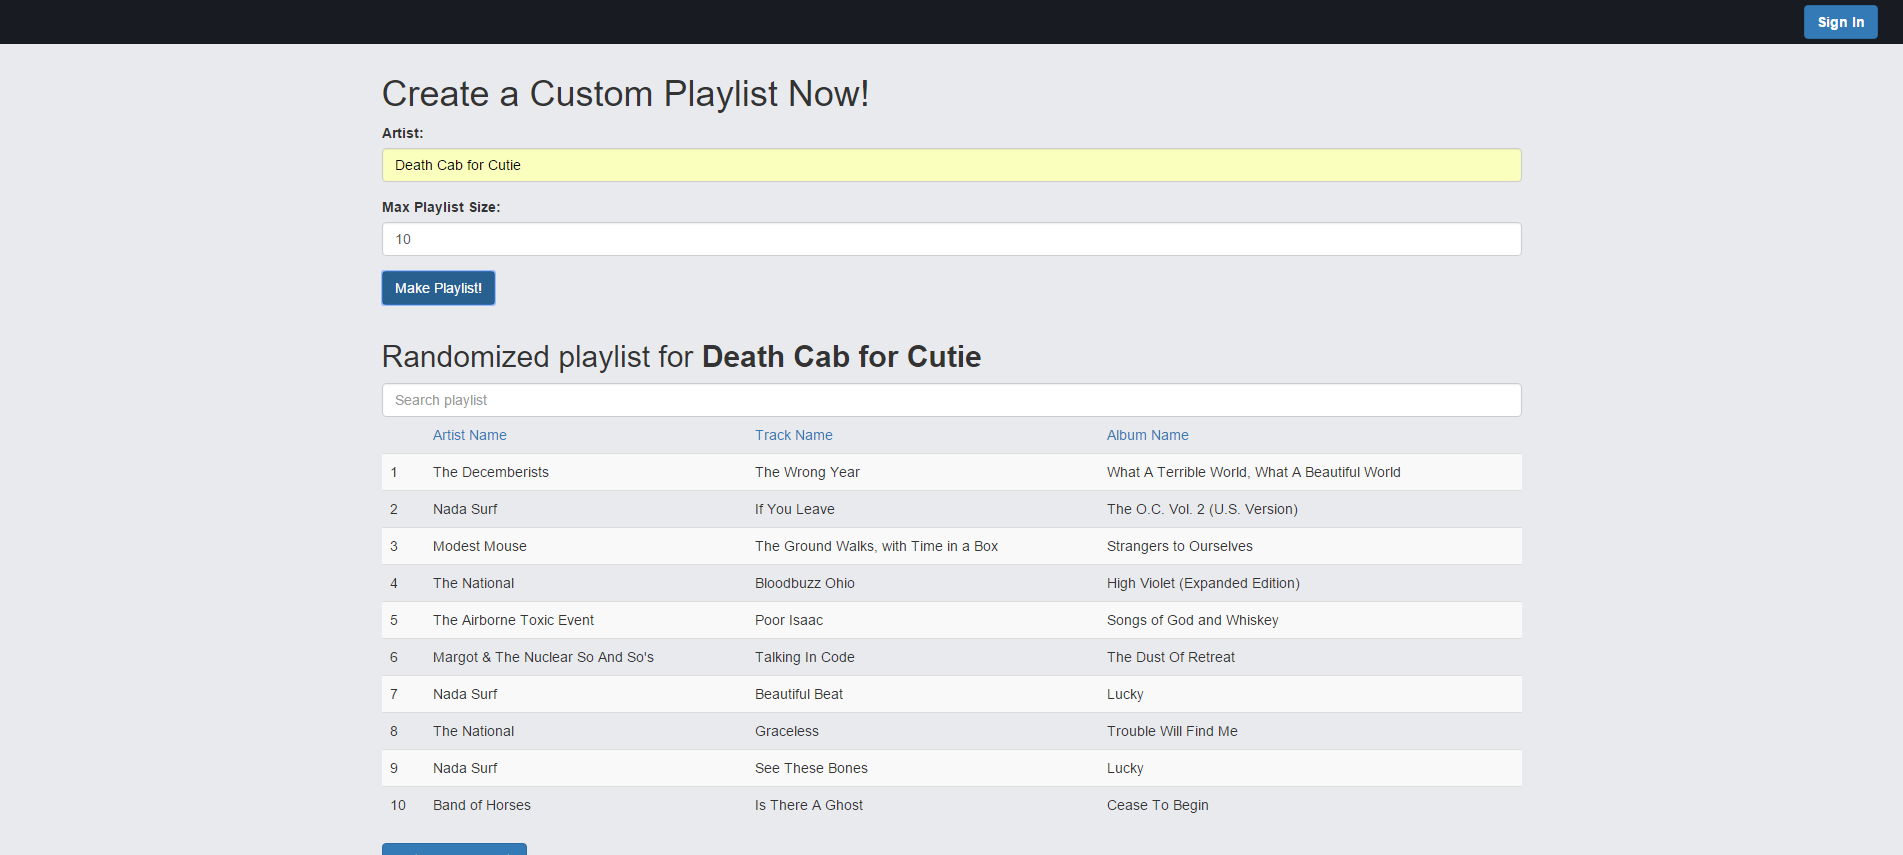 Sign In
Create a Custom Playlist Now!
Artist:
Death Cab for Cutie
Max Playlist Size:
10
Make Playlist!
Randomized playlist for Death Cab for Cutie
Search playlist
Artist Name Track Name Album Name
1 The Decemberists The Wrong Year What A Terrible World, What A Beautiful World
2 Nada Surf If You Leave The O.C. Vol. 2 (U.S. Version)
3 Modest Mouse The Ground Walks, with Time in a Box Strangers to Ourselves
4 The National Bloodbuzz Ohio High Violet (Expanded Edition)
5 The Airborne Toxic Event Poor Isaac Songs of God and Whiskey
6 Margot & The Nuclear So And So's Talking In Code The Dust Of Retreat
7 Nada Surf Beautiful Beat Lucky
8 The National Graceless Trouble Will Find Me
9 Nada Surf See These Bones Lucky
10 Band of Horses Is There A Ghost Cease To Begin